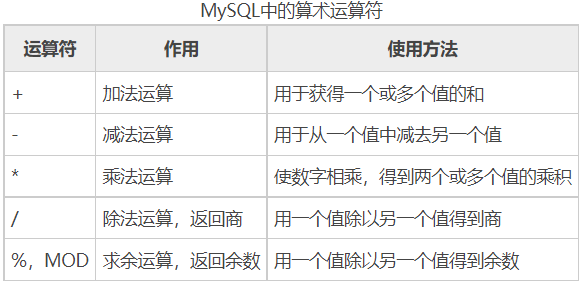 MySQL中的算术运算符
运算符 作用 使用方法
+ 加法运算 用于获得一个或多个值的和
- 减法运算 用于从一个值中减去另一个值
* 乘法运算 使数字相乘，得到两个或多个值的乘积
/ 除法运算，返回商 用一个值除以另一个值得到商
%，MOD 求余运算，返回余数 用一个值除以另一个值得到余数